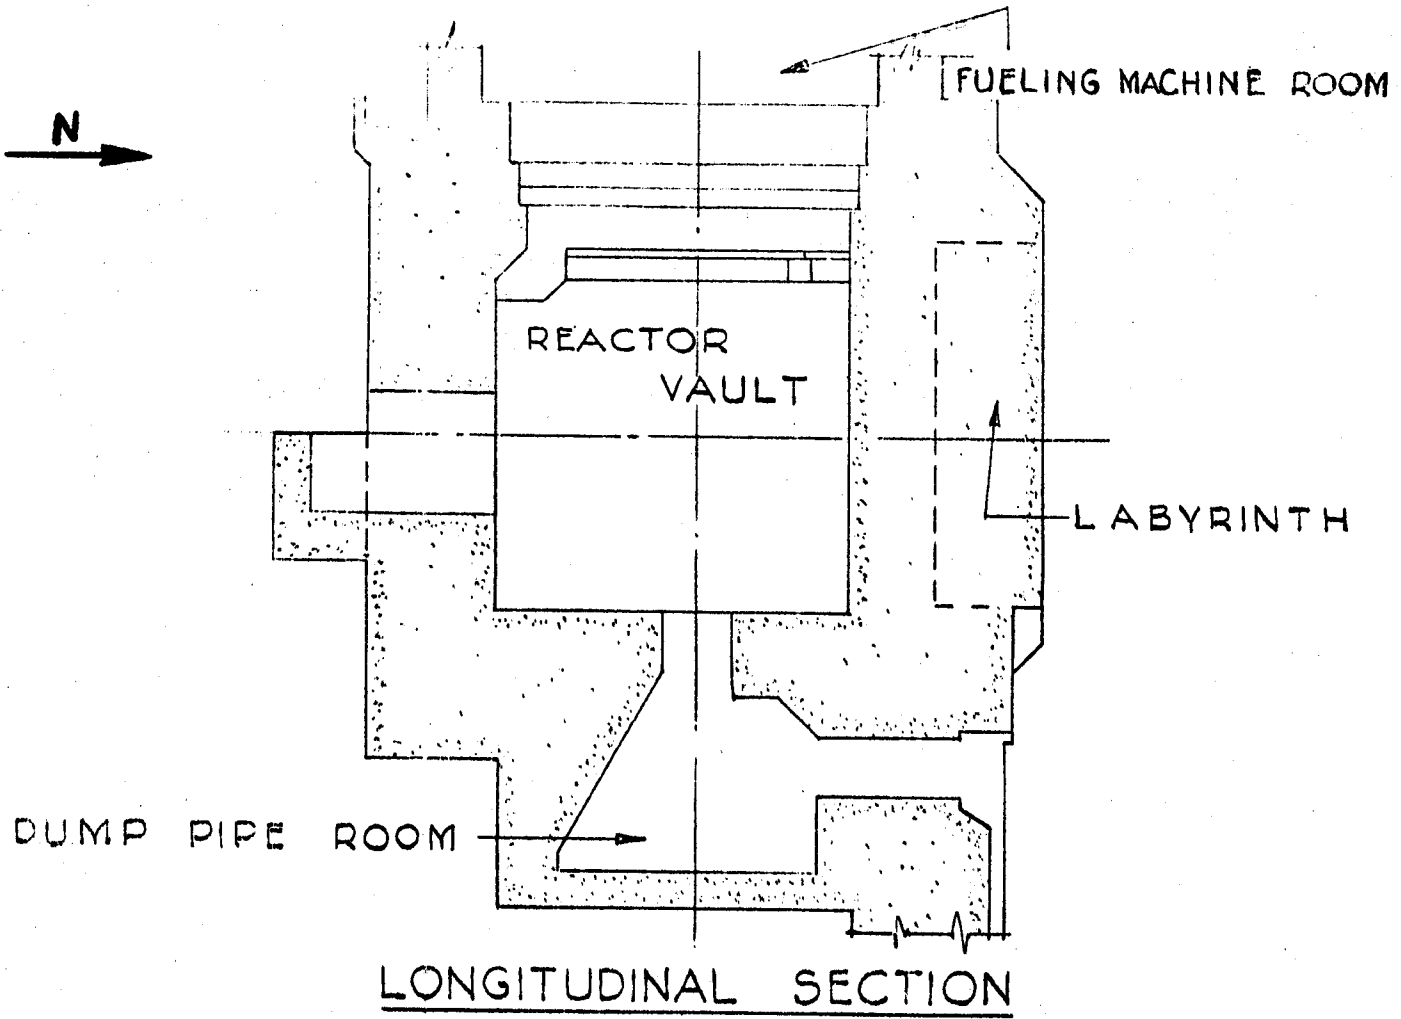 FUELING MACHINE ROOM
N
REACTOR
VAULT
LABYRINTH
DUMP PIPE ROOM
LONGITUDINAL SECTION